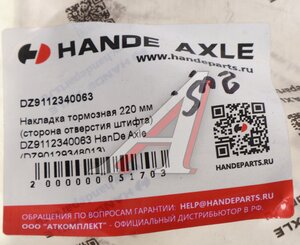 HANDE AXLE
www.handeparts.ru
DZ9112340063
Накладка тормозная 220 мм
(сторона отверстия штифта)
DZ9112340063 HanDe Axle
(DZ90129348013)
2000000051703
HANDEPARTS.RU
ОБРАЩЕНИЯ ПО ВОПРОСАМ ГАРАНТИИ: HELP@HANDEPARTS.RU
ООО "АТКОМПЛЕКТ" - ОФИЦИАЛЬНЫЙ ДИСТРИБЬЮТОР В РФ.